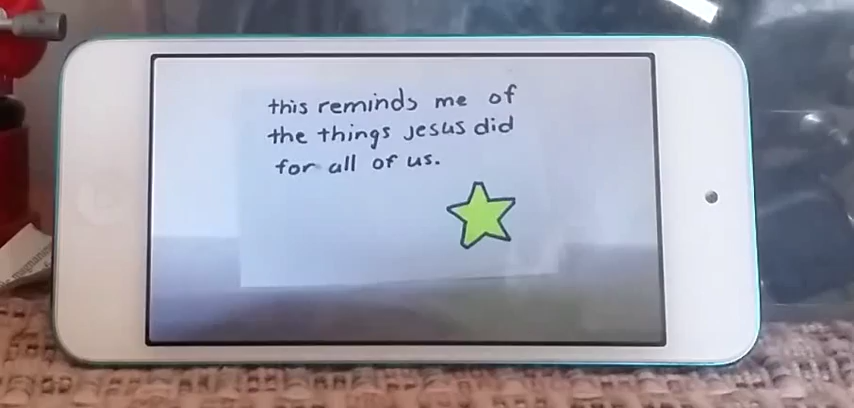 this reminds me of
the things Jesus did
for all of us.